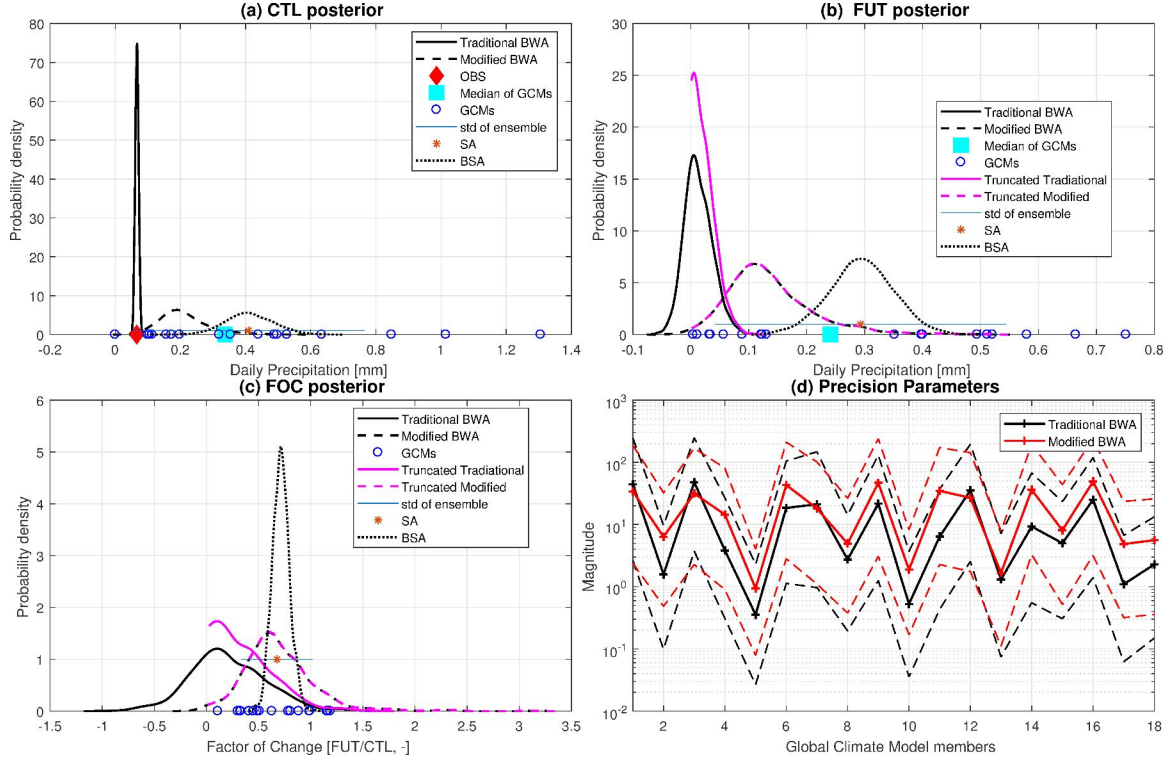 (a) CTL posterior
80
70
60
50
40
30
20
10
0
-0.2
0
0.2
0.4
0.6
0.8
1
1.2
1.4
Probability density
Daily Precipitation [mm]
Traditional BWA
Modified BWA
OBS
Median of GCMs
GCMs
std of ensemble
SA
BSA
(b) FUT posterior
30
25
20
15
10
5
0
-0.1
0
0.1
0.2
0.3
0.4
0.5
0.6
0.7
0.8
Probability density
Daily Precipitation [mm]
Traditional BWA
Modified BWA
Median of GCMs
GCMs
Truncated Tradiational
Truncated Modified
std of ensemble
SA
BSA
(c) FOC posterior
6
5
4
3
2
1
0
-1.5
-1
-0.5
0
0.5
1
1.5
2
2.5
3
3.5
Probability density
Factor of Change [FUT/CTL, -]
Traditional BWA
Modified BWA
GCMs
Truncated Tradiational
Truncated Modified
std of ensemble
SA
BSA
(d) Precision Parameters
10^3
10^2
10^1
10^0
10^-1
10^-2
2
4
6
8
10
12
14
16
18
Magnitude
Global Climate Model members
Traditional BWA
Modified BWA